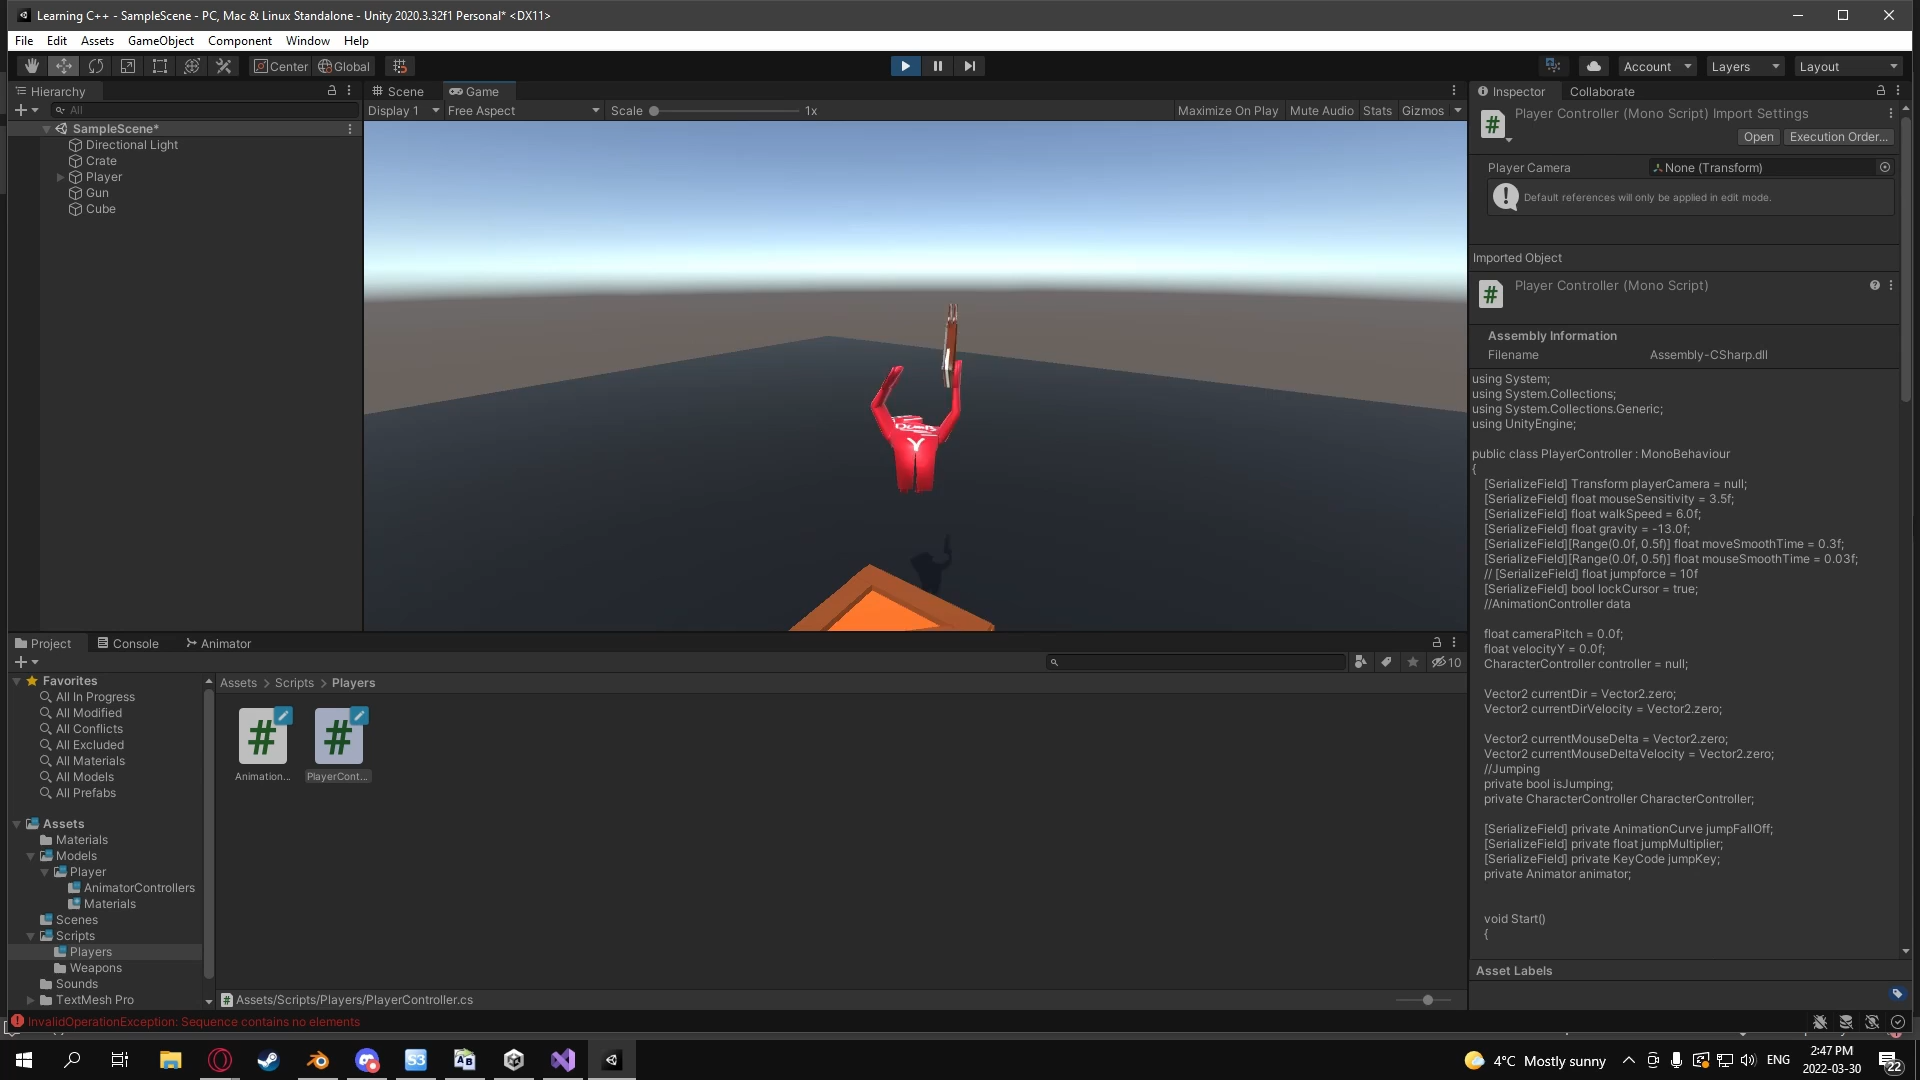 Learning C++ - SampleScene - PC, Mac & Linux Standalone - Unity 2020.3.32f1 Personal* <DX11>
File Edit Assets GameObject Component Window Help
Center Global
Account Layers Layout
Hierarchy
All
SampleScene*
Directional Light
Crate
Player
Gun
Cube
Scene Game
Display 1 Free Aspect Scale 1x Maximize On Play Mute Audio Stats Gizmos
Y
Inspector Collaborate
Player Controller (Mono Script) Import Settings
Open Execution Order...
Player Camera None (Transform)
Default references will only be applied in edit mode.
Imported Object
Player Controller (Mono Script)
Assembly Information
Filename Assembly-CSharp.dll
using System;
using System.Collections;
using System.Collections.Generic;
using UnityEngine;
public class PlayerController : MonoBehaviour
{
[SerializeField] Transform playerCamera = null;
[SerializeField] float mouseSensitivity = 3.5f;
[SerializeField] float walkSpeed = 6.0f;
[SerializeField] float gravity = -13.0f;
[SerializeField][Range(0.0f, 0.5f)] float moveSmoothTime = 0.3f;
[SerializeField][Range(0.0f, 0.5f)] float mouseSmoothTime = 0.03f;
// [SerializeField] float jumpforce = 10f
[SerializeField] bool lockCursor = true;
//AnimationController data
float cameraPitch = 0.0f;
float velocityY = 0.0f;
CharacterController controller = null;
Vector2 currentDir = Vector2.zero;
Vector2 currentDirVelocity = Vector2.zero;
Vector2 currentMouseDelta = Vector2.zero;
Vector2 currentMouseDeltaVelocity = Vector2.zero;
//Jumping
private bool isJumping;
private CharacterController CharacterController;
[SerializeField] private AnimationCurve jumpFallOff;
[SerializeField] private float jumpMultiplier;
[SerializeField] private KeyCode jumpKey;
private Animator animator;
void Start()
{
Asset Labels
Project Console Animator
10
Favorites
All In Progress
All Modified
All Conflicts
All Excluded
All Materials
All Models
All Prefabs
Assets
Materials
Models
Player
AnimatorControllers
Materials
Scenes
Scripts
Players
Weapons
Sounds
TextMesh Pro
Assets > Scripts > Players
# #
Animation... PlayerCont...
Assets/Scripts/Players/PlayerController.cs
InvalidOperationException: Sequence contains no elements
S3
4°C Mostly sunny
ENG
2:47 PM
2022-03-30
22